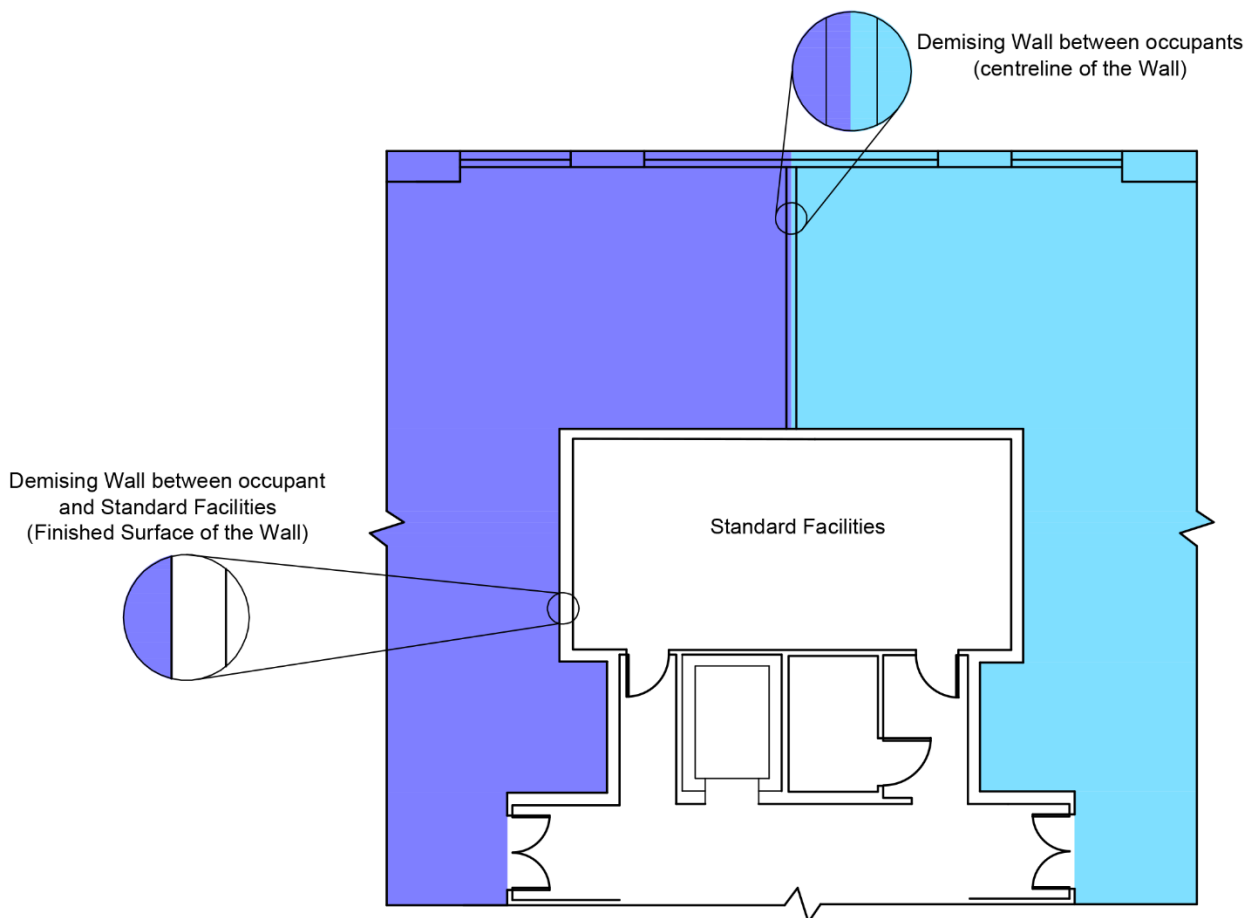 Demising Wall between occupants
(centreline of the Wall)
Demising Wall between occupant
and Standard Facilities
(Finished Surface of the Wall)
Standard Facilities